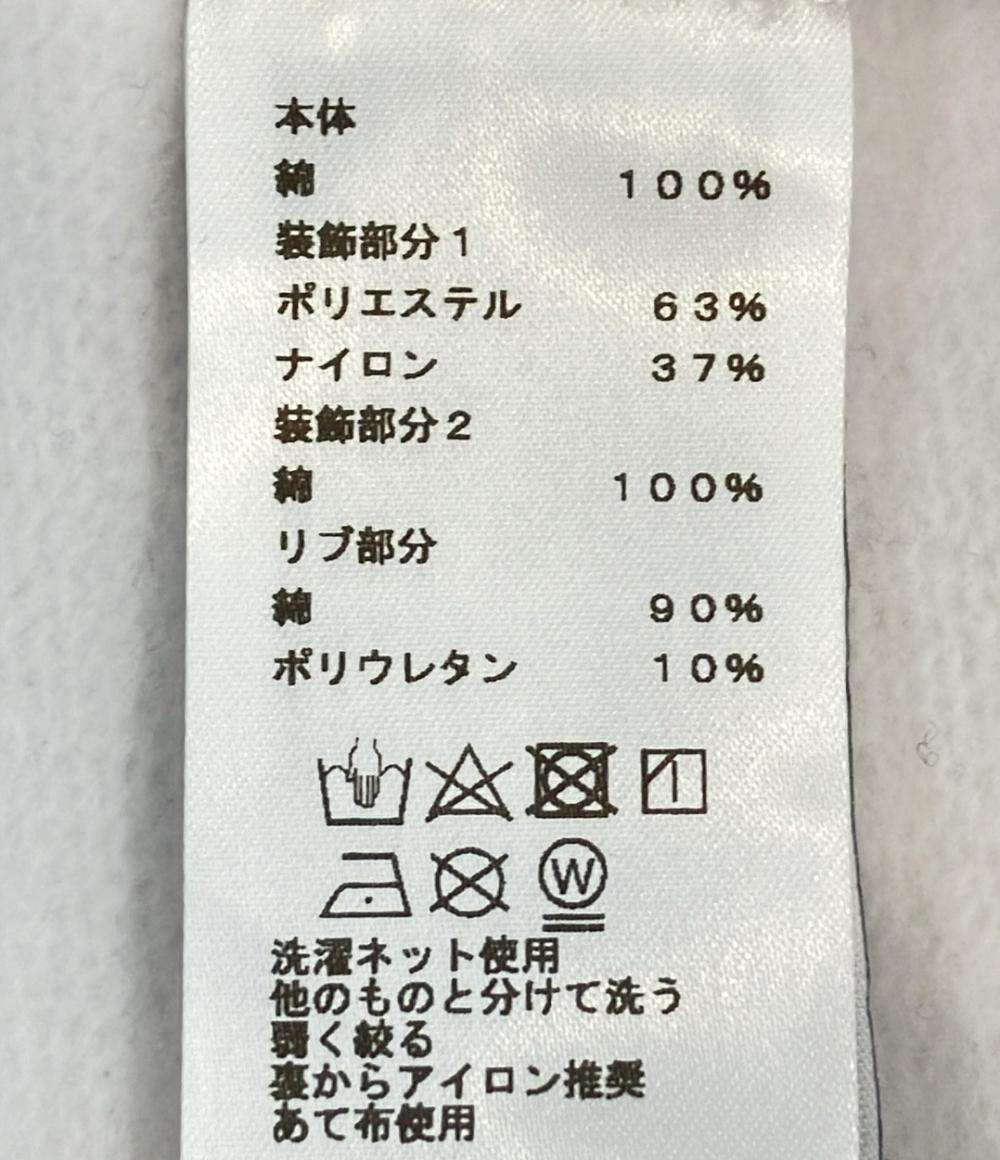 本体
綿 100%
装飾部分1
ポリエステル 63%
ナイロン 37%
装飾部分2
綿 100%
リブ部分
綿 90%
ポリウレタン 10%
W
洗濯ネット使用
他のものと分けて洗う
弱く絞る
裏からアイロン推奨
あて布使用